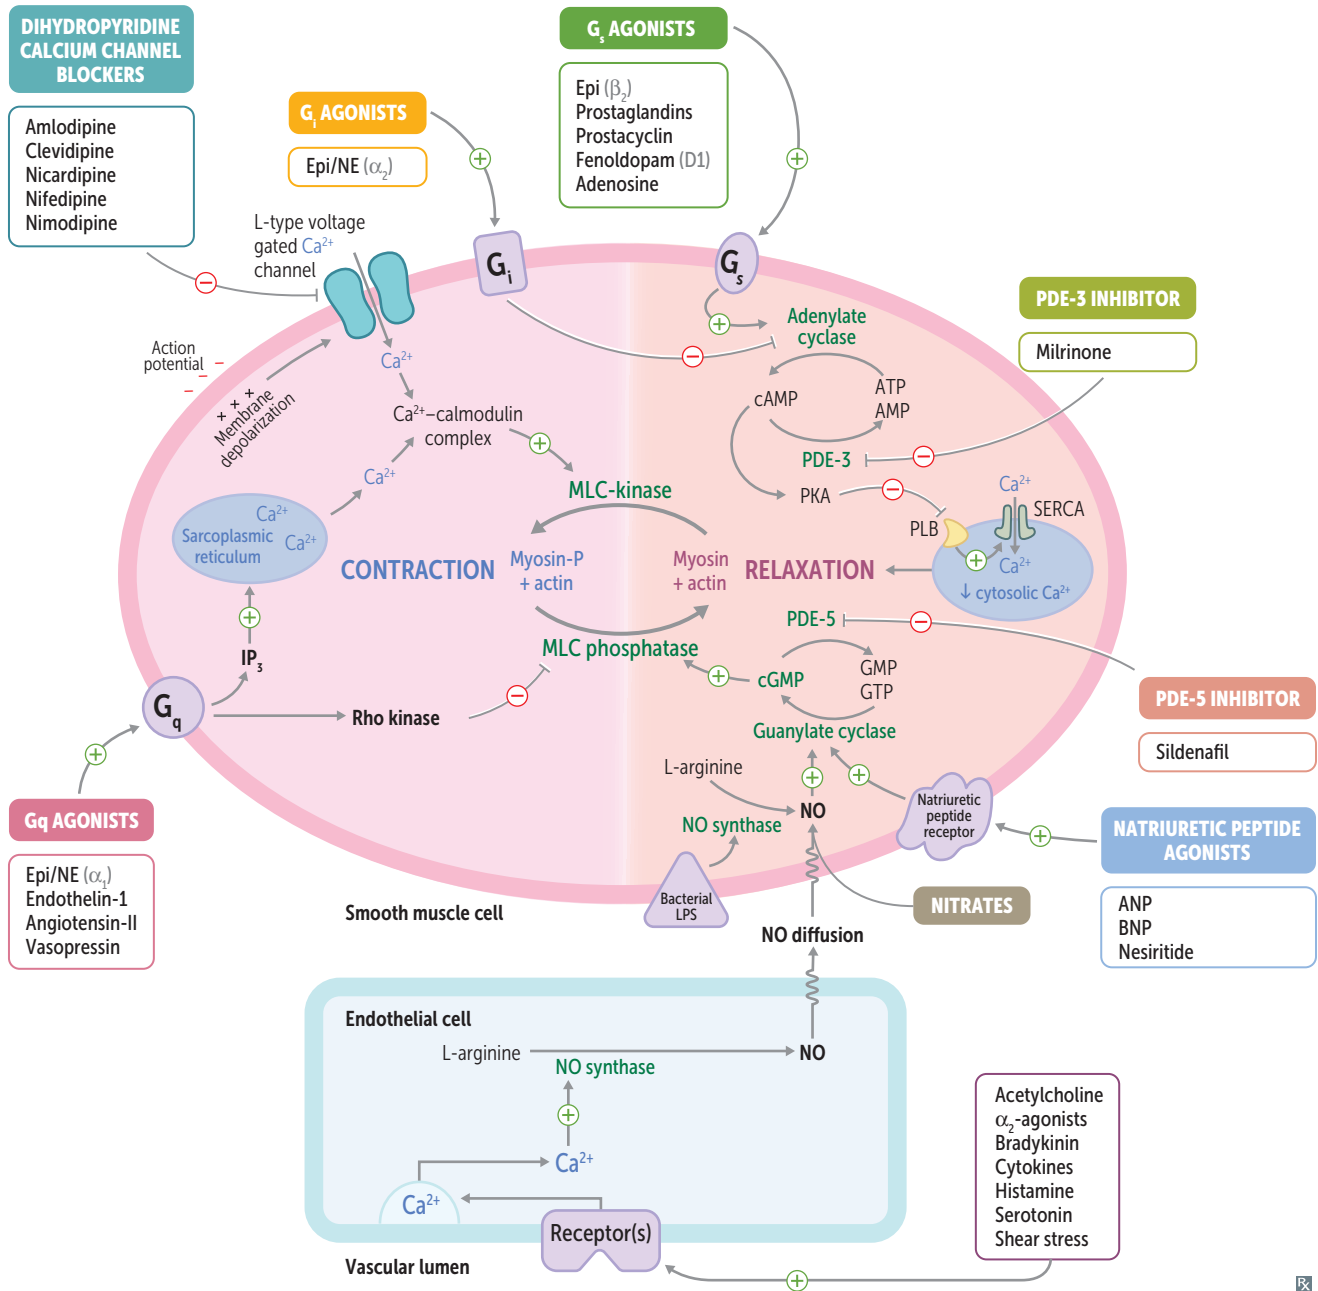 DIHYDROPYRIDINE
CALCIUM CHANNEL
BLOCKERS
Amlodipine
Clevidipine
Nicardipine
Nifedipine
Nimodipine
Gi AGONISTS
Epi/NE (α2)
Gs AGONISTS
Epi (β2)
Prostaglandins
Prostacyclin
Fenoldopam (D1)
Adenosine
L-type voltage
gated Ca2+
channel
Gi
Gs
PDE-3 INHIBITOR
Milrinone
Action
potential
Membrane
depolarization
Ca2+
Ca2+–calmodulin
complex
Ca2+
Adenylate
cyclase
cAMP
ATP
AMP
PDE-3
PKA
PLB
Ca2+
SERCA
Ca2+
↓ cytosolic Ca2+
MLC-kinase
Sarcoplasmic
reticulum
Ca2+
Ca2+
CONTRACTION
Myosin-P
+ actin
Myosin
+ actin
RELAXATION
MLC phosphatase
PDE-5
cGMP
GMP
GTP
Guanylate cyclase
IP3
Gq
Rho kinase
PDE-5 INHIBITOR
Sildenafil
Gq AGONISTS
Epi/NE (α1)
Endothelin-1
Angiotensin-II
Vasopressin
L-arginine
NO
NO synthase
Bacterial
LPS
Natriuretic
peptide
receptor
NATRIURETIC PEPTIDE
AGONISTS
ANP
BNP
Nesiritide
NITRATES
Smooth muscle cell
NO diffusion
Endothelial cell
L-arginine
NO
NO synthase
Ca2+
Ca2+
Receptor(s)
Vascular lumen
Acetylcholine
α2-agonists
Bradykinin
Cytokines
Histamine
Serotonin
Shear stress
Rx